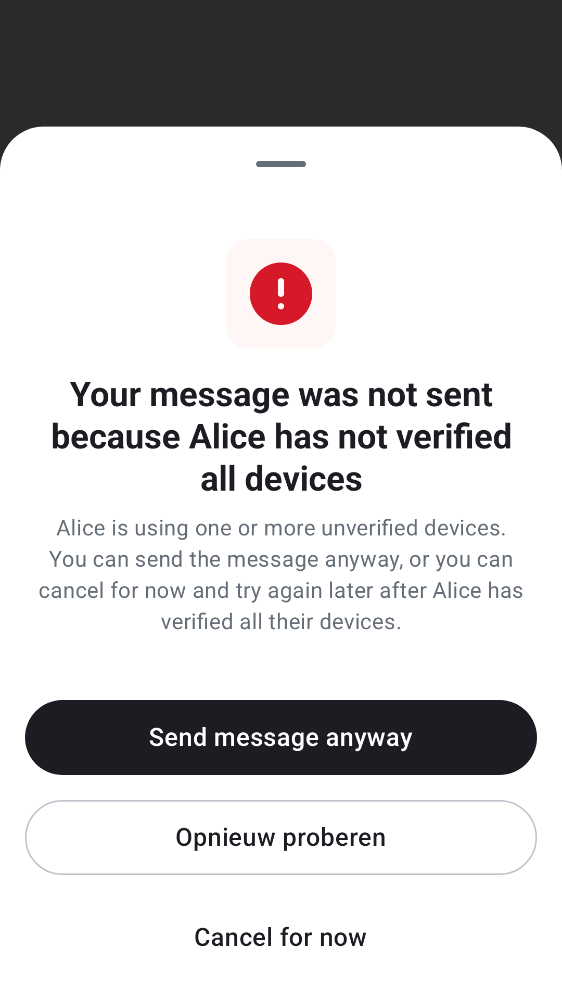 Your message was not sent
because Alice has not verified
all devices
Alice is using one or more unverified devices.
You can send the message anyway, or you can
cancel for now and try again later after Alice has
verified all their devices.
Send message anyway
Opnieuw proberen
Cancel for now